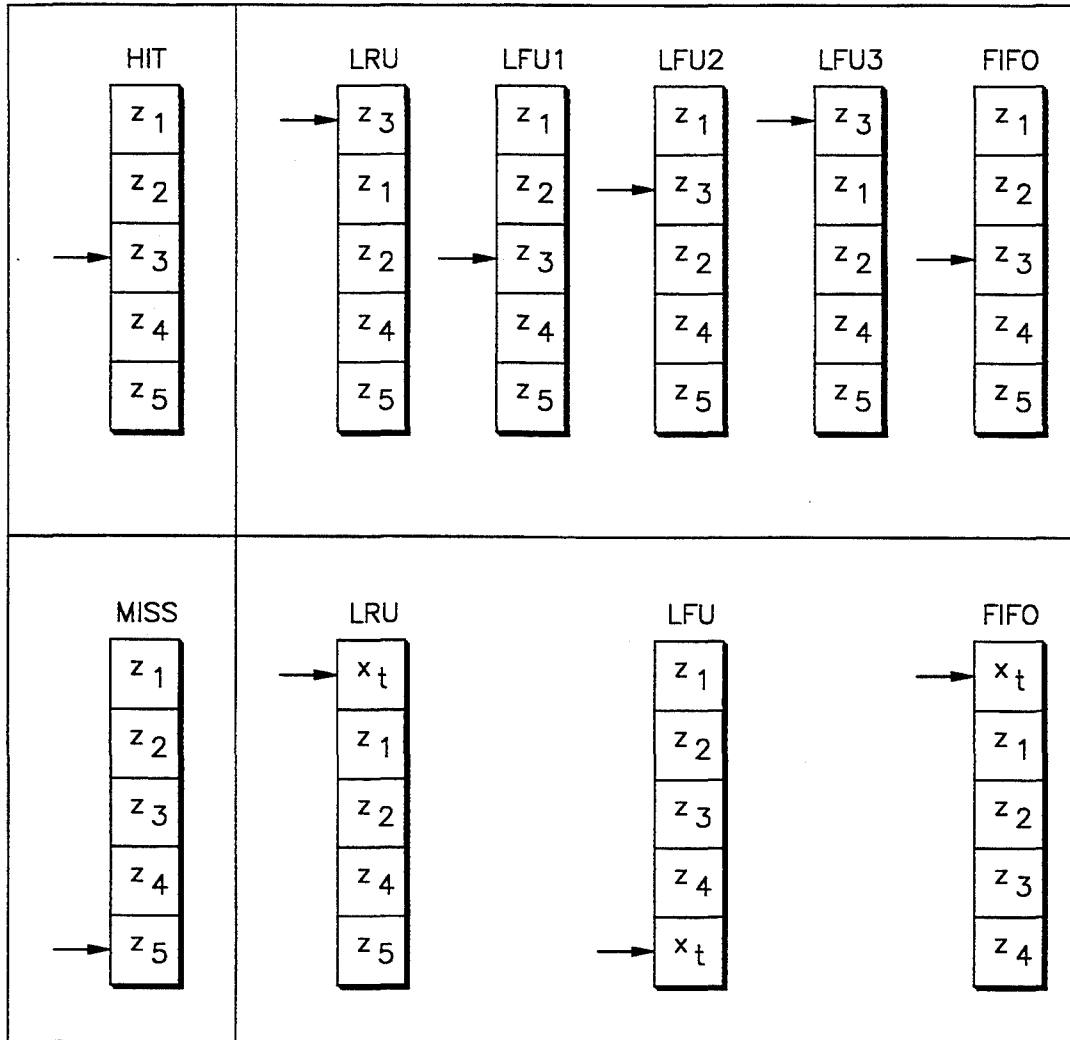 HIT LRU LFU1 LFU2 LFU3 FIFO
z1 z3 z1 z1 z3 z1
z2 z1 z2 z3 z1 z2
z3 z2 z3 z2 z2 z3
z4 z4 z4 z4 z4 z4
z5 z5 z5 z5 z5 z5
MISS LRU LFU FIFO
z1 xt z1 xt
z2 z1 z2 z1
z3 z2 z3 z2
z4 z4 z4 z3
z5 z5 xt z4